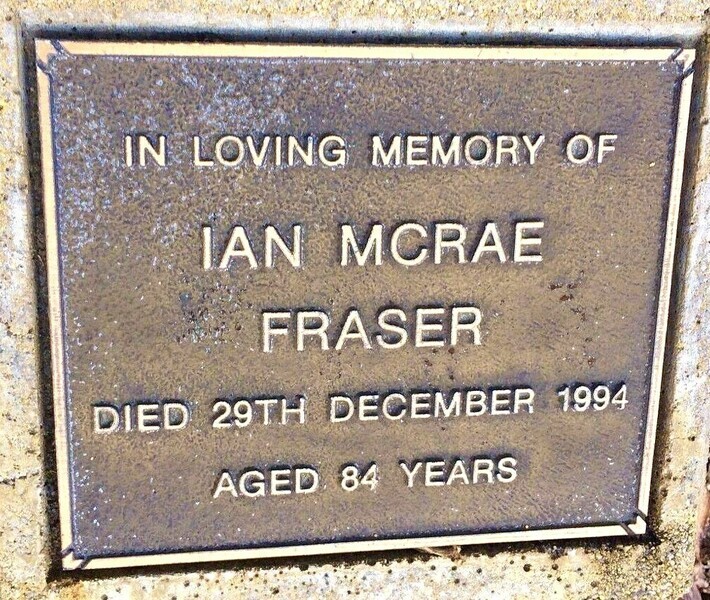 IN LOVING MEMORY OF
IAN MCRAE
FRASER
DIED 29TH DECEMBER 1994
AGED 84 YEARS